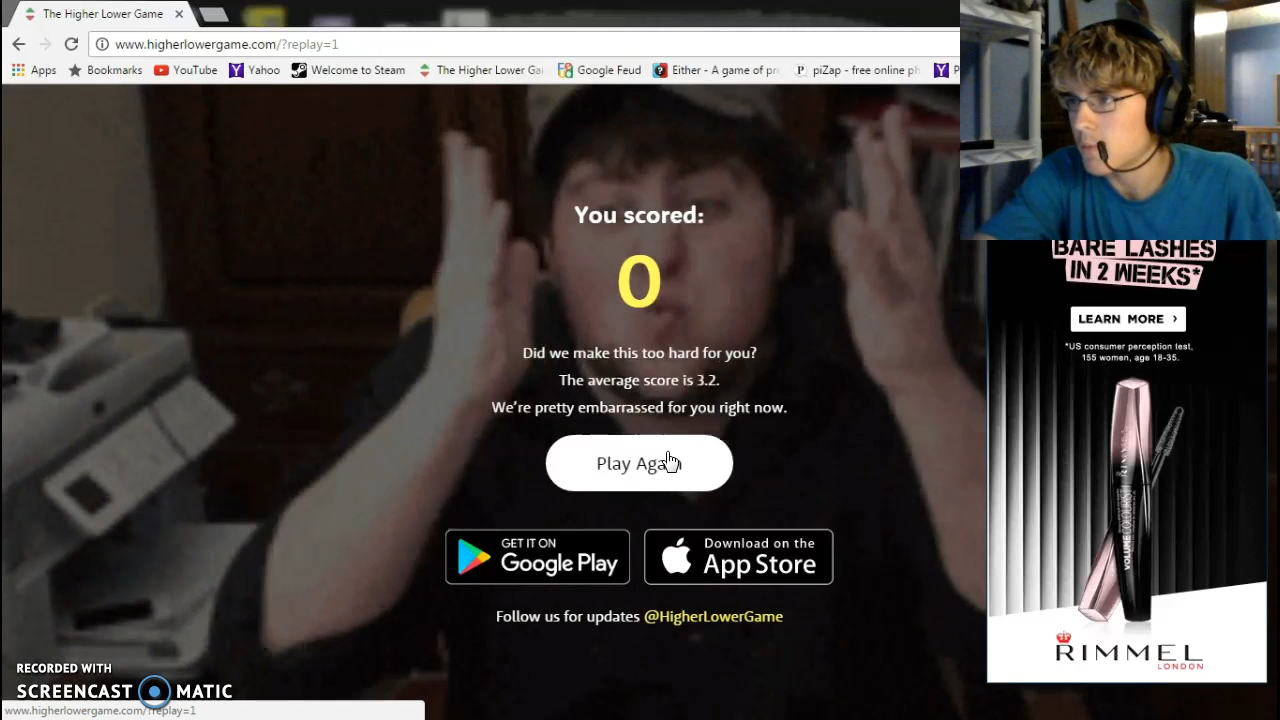 The Higher Lower Game
www.higherlowergame.com/?replay=1
Apps
Bookmarks
YouTube
Yahoo
Welcome to Steam
The Higher Lower Ga
Google Feud
Either - A game of pr
piZap - free online ph
P
You scored:
0
Did we make this too hard for you?
The average score is 3.2.
We're pretty embarrassed for you right now.
Play Again
GET IT ON
Google Play
Download on the
App Store
Follow us for updates @HigherLowerGame
BARE LASHES
IN 2 WEEKS*
LEARN MORE ›
*US consumer perception test,
155 women, age 18-35.
RIMMEL
VOLUME COLOURIST
RIMMEL
LONDON
RECORDED WITH
SCREENCAST MATIC
www.higherlowergame.com/?replay=1